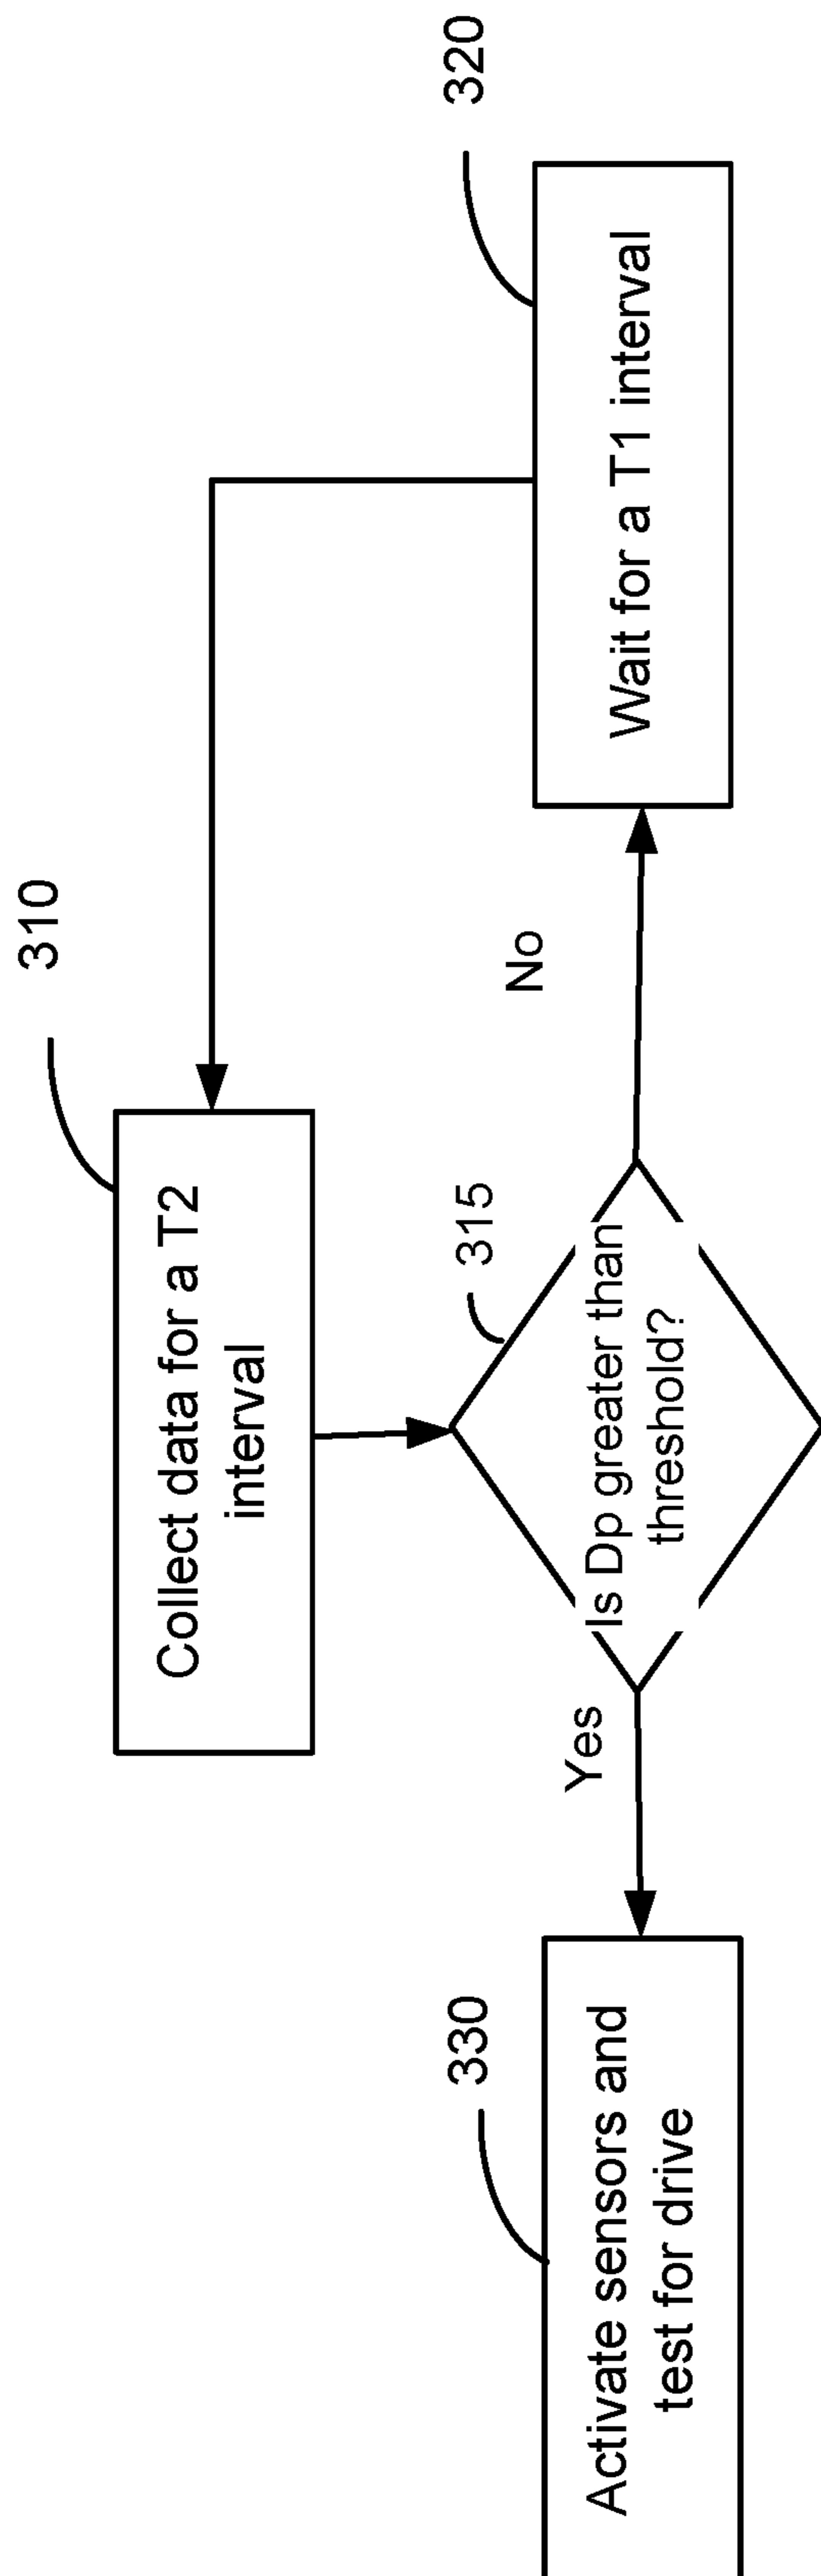 310
Collect data for a T2
interval
315
Is Dp greater than
threshold?
Yes
No
330
Activate sensors and
test for drive
320
Wait for a T1 interval